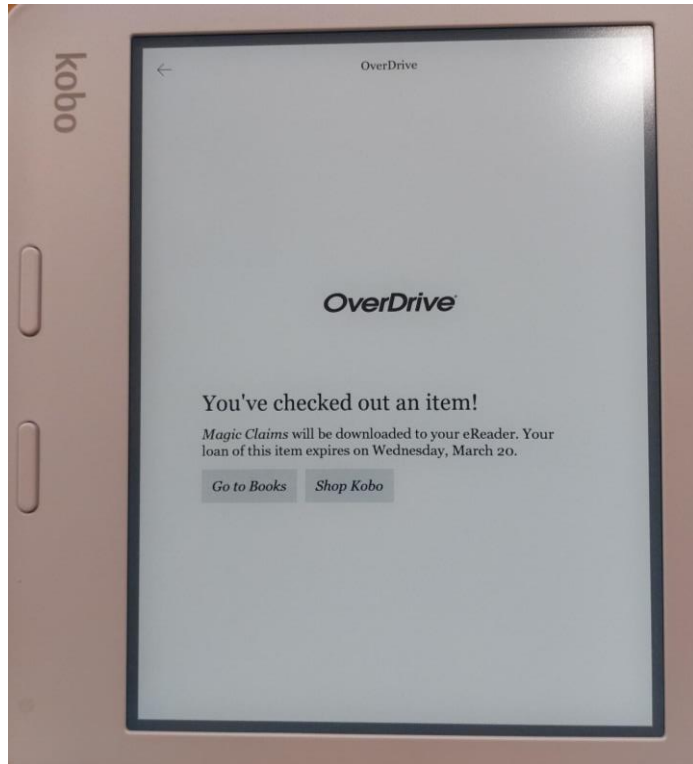 kobo
←
OverDrive
OverDrive
You've checked out an item!
Magic Claims will be downloaded to your eReader. Your
loan of this item expires on Wednesday, March 20.
Go to Books Shop Kobo